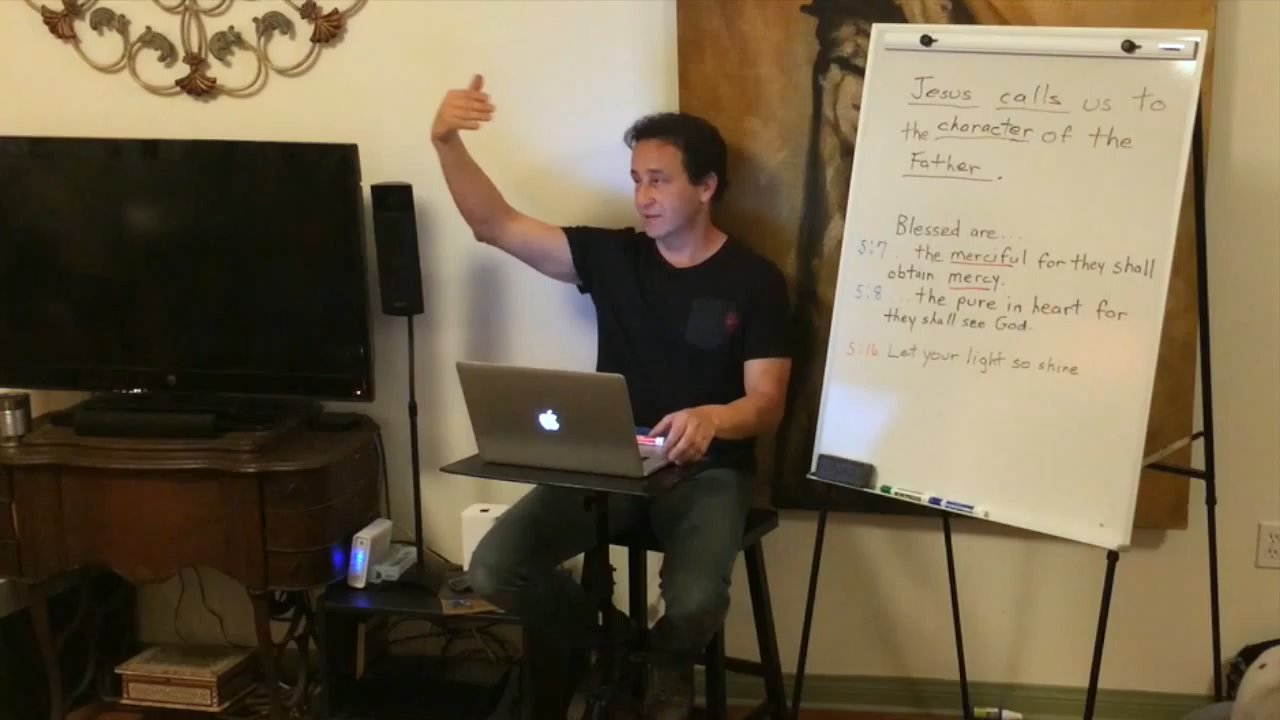 Jesus calls us to
the character of the
Father.
Blessed are...
5:7 ...the merciful for they shall
obtain mercy.
5:8 ...the pure in heart for
they shall see God.
5:16 Let your light so shine